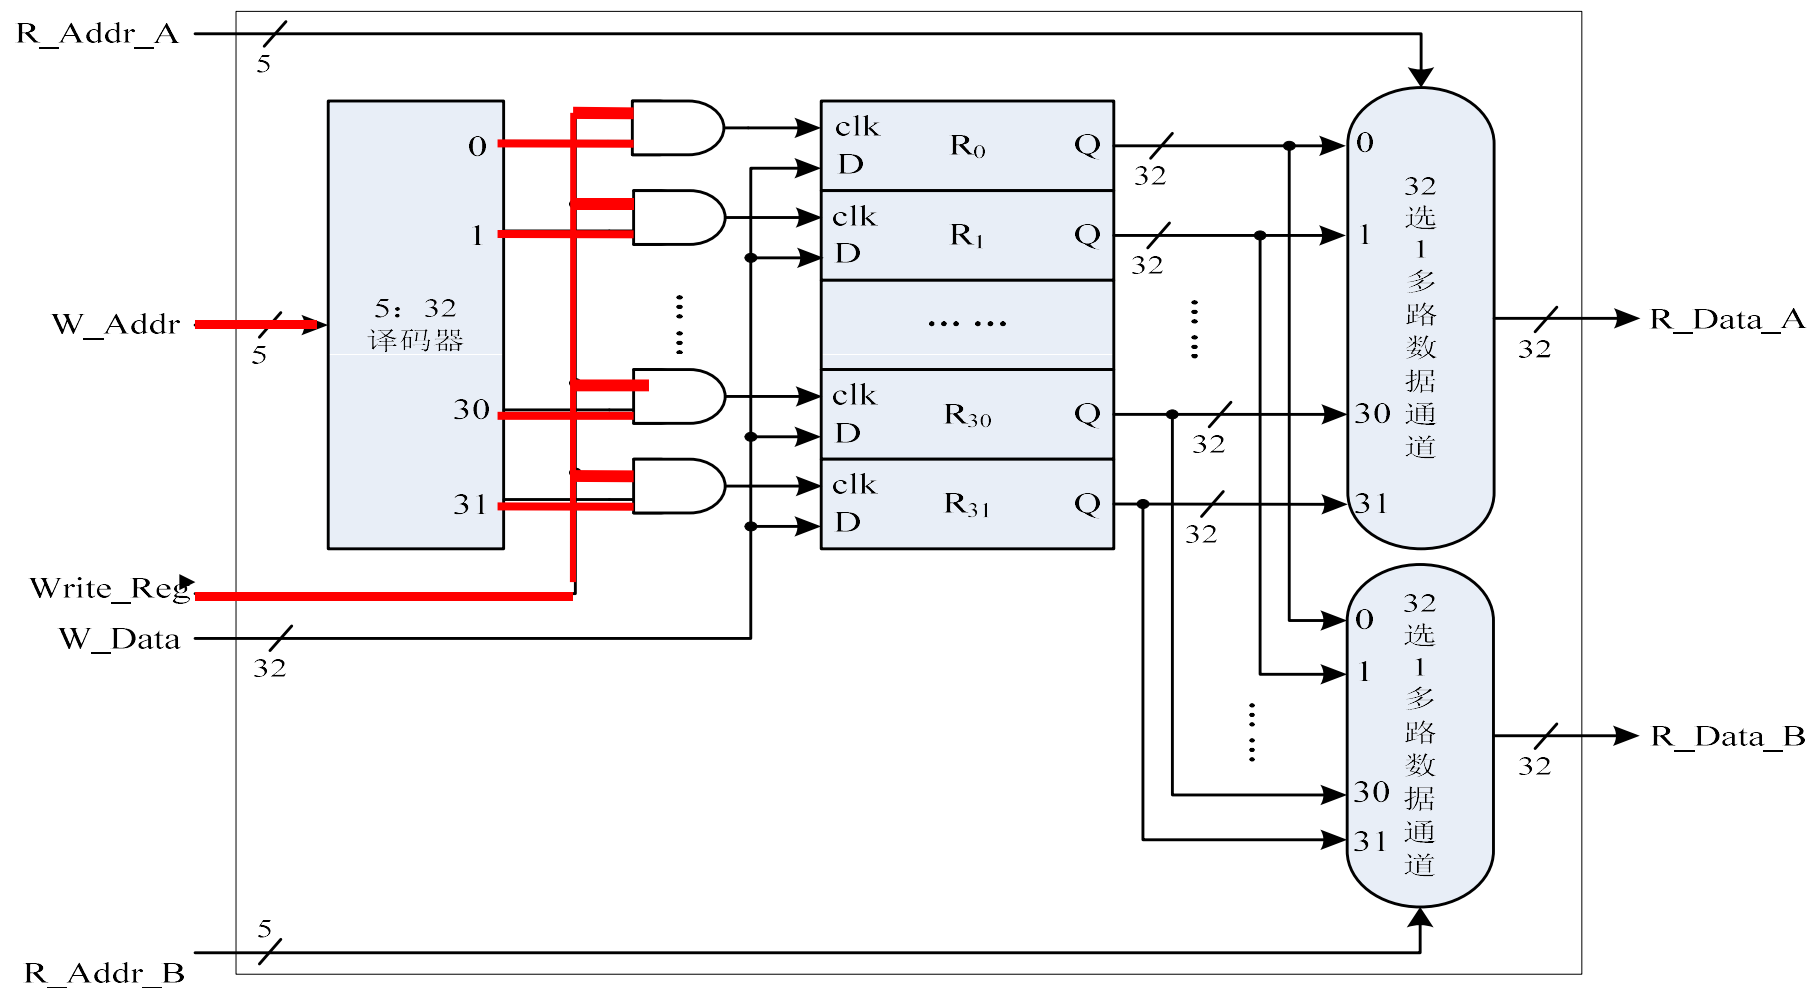 R_Addr_A
5
0
1
5：32
译码器
30
31
W_Addr
5
Write_Reg
W_Data
32
clk
D
R0
Q
32
clk
D
R1
Q
32
…… ……
clk
D
R30
Q
32
clk
D
R31
Q
32
0
1
30
31
32
选
1
多
路
数
据
通
道
32
R_Data_A
0
1
30
31
32
选
1
多
路
数
据
通
道
32
R_Data_B
5
R_Addr_B